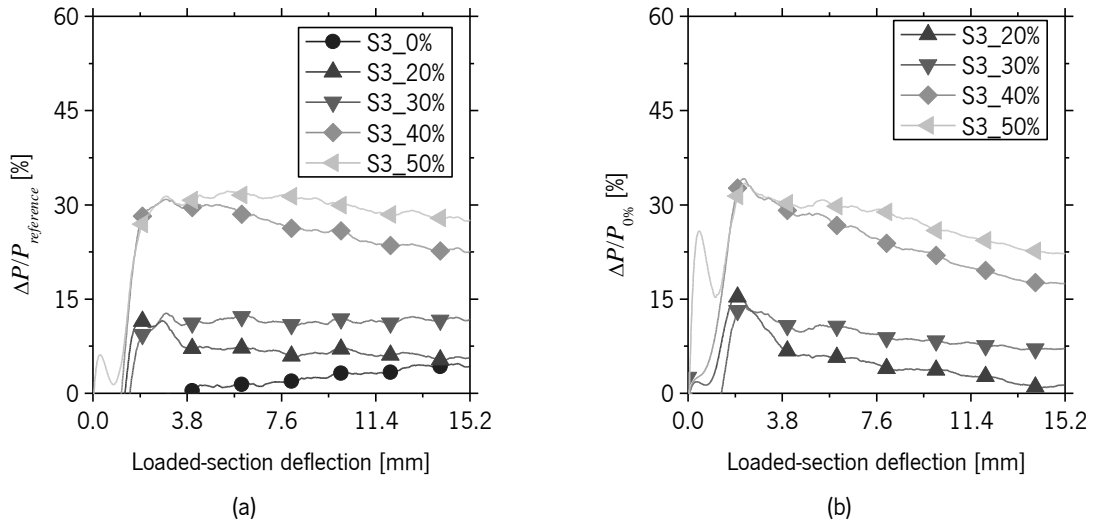 60
45
30
15
0
0.0 3.8 7.6 11.4 15.2
ΔP/P reference [%]
Loaded-section deflection [mm]
S3_0%
S3_20%
S3_30%
S3_40%
S3_50%
(a)
60
45
30
15
0
0.0 3.8 7.6 11.4 15.2
ΔP/P 0% [%]
Loaded-section deflection [mm]
S3_20%
S3_30%
S3_40%
S3_50%
(b)